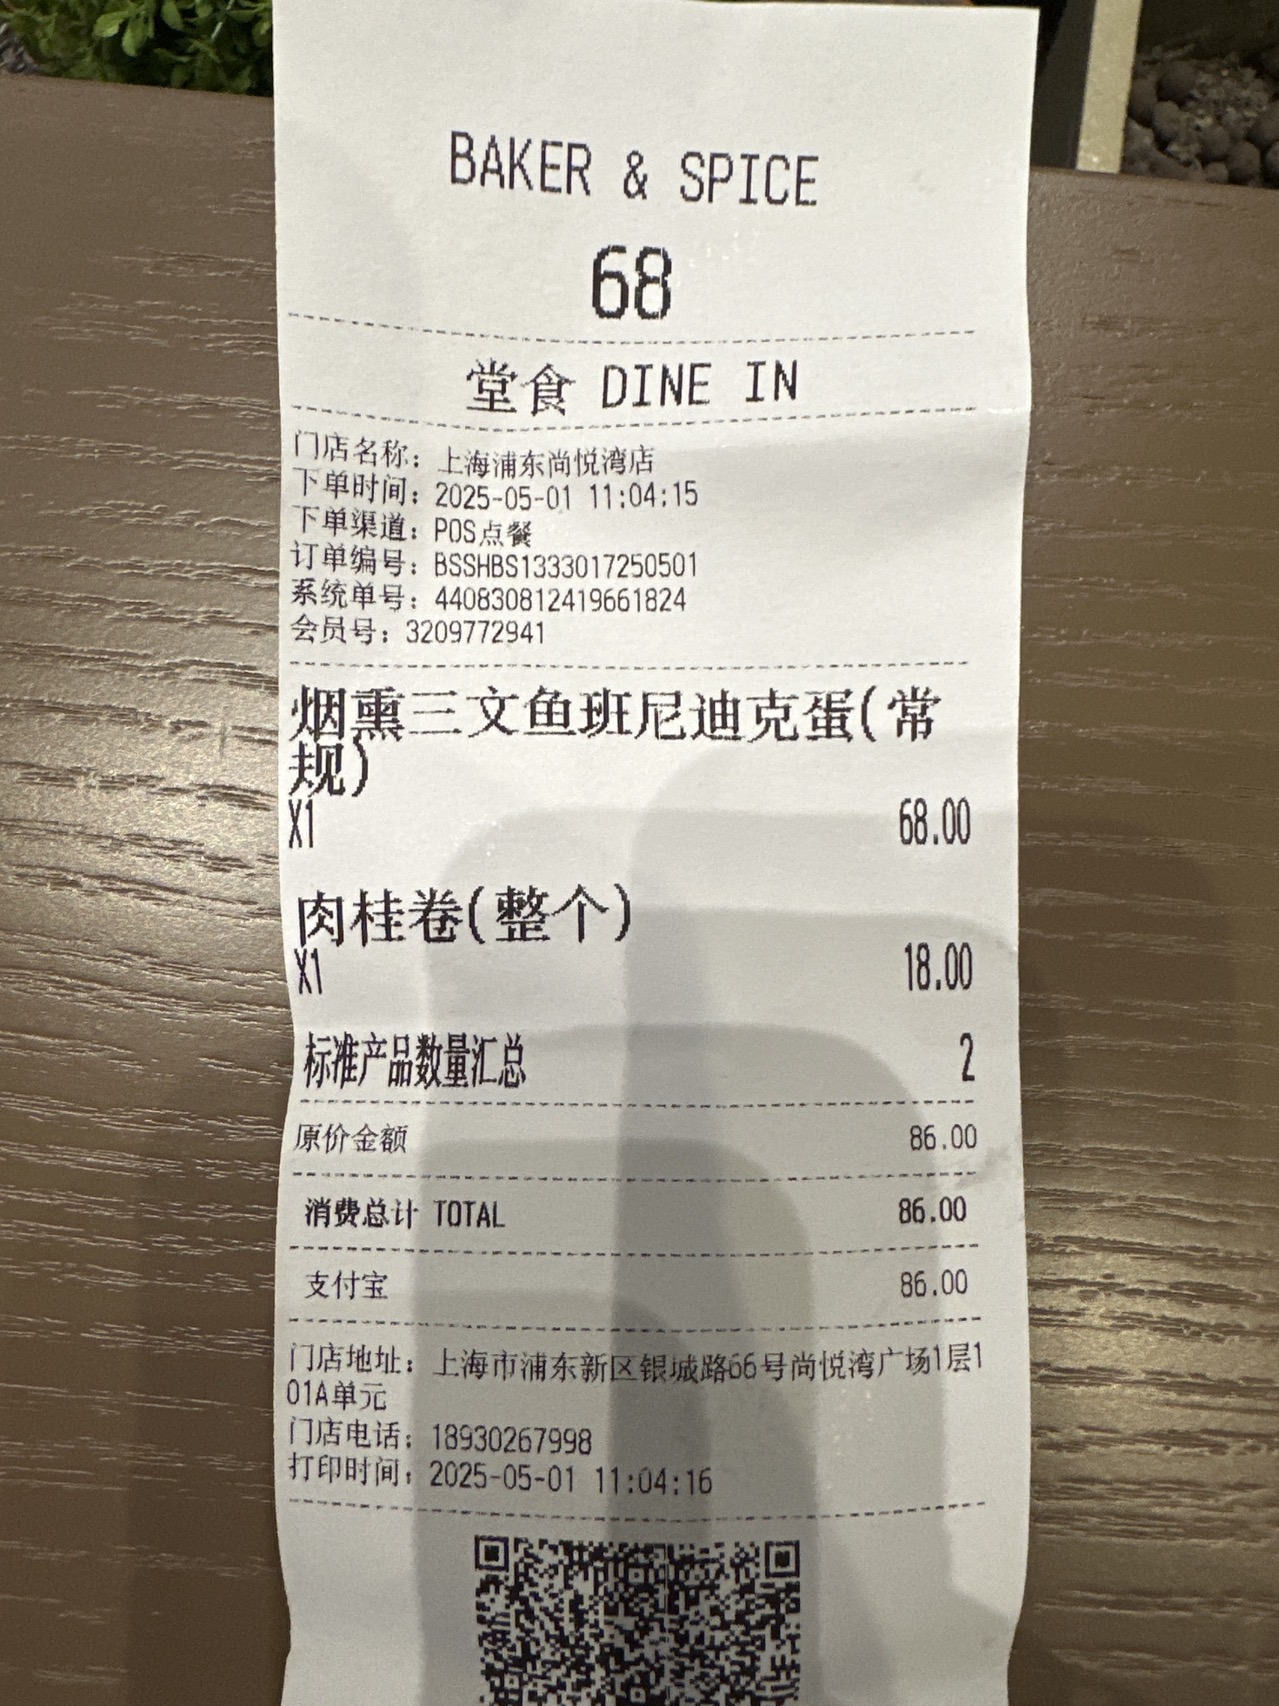 BAKER & SPICE
68
堂食 DINE IN
门店名称：上海浦东尚悦湾店
下单时间：2025-05-01 11:04:15
下单渠道：POS点餐
订单编号：BSSHBS1333017250501
系统单号：440830812419661824
会员号：3209772941
烟熏三文鱼班尼迪克蛋(常
规)
X1 68.00
肉桂卷(整个)
X1 18.00
标准产品数量汇总 2
原价金额 86.00
消费总计 TOTAL 86.00
支付宝 86.00
门店地址：上海市浦东新区银城路66号尚悦湾广场1层1
01A单元
门店电话：18930267998
打印时间：2025-05-01 11:04:16